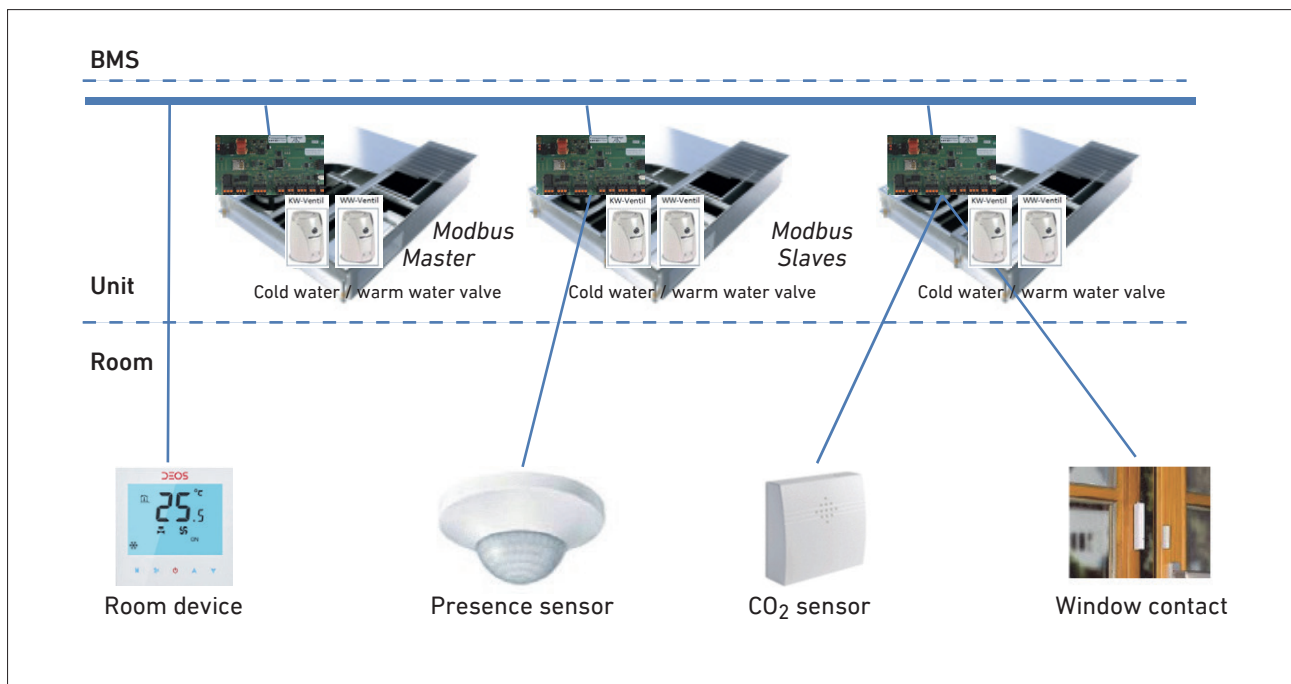 BMS
KW-Ventil WW-Ventil
KW-Ventil WW-Ventil
KW-Ventil WW-Ventil
Modbus
Master
Modbus
Slaves
Unit
Cold water / warm water valve
Cold water / warm water valve
Cold water / warm water valve
Room
DEOS
25.5 °C
ON
Room device
Presence sensor
CO2 sensor
Window contact